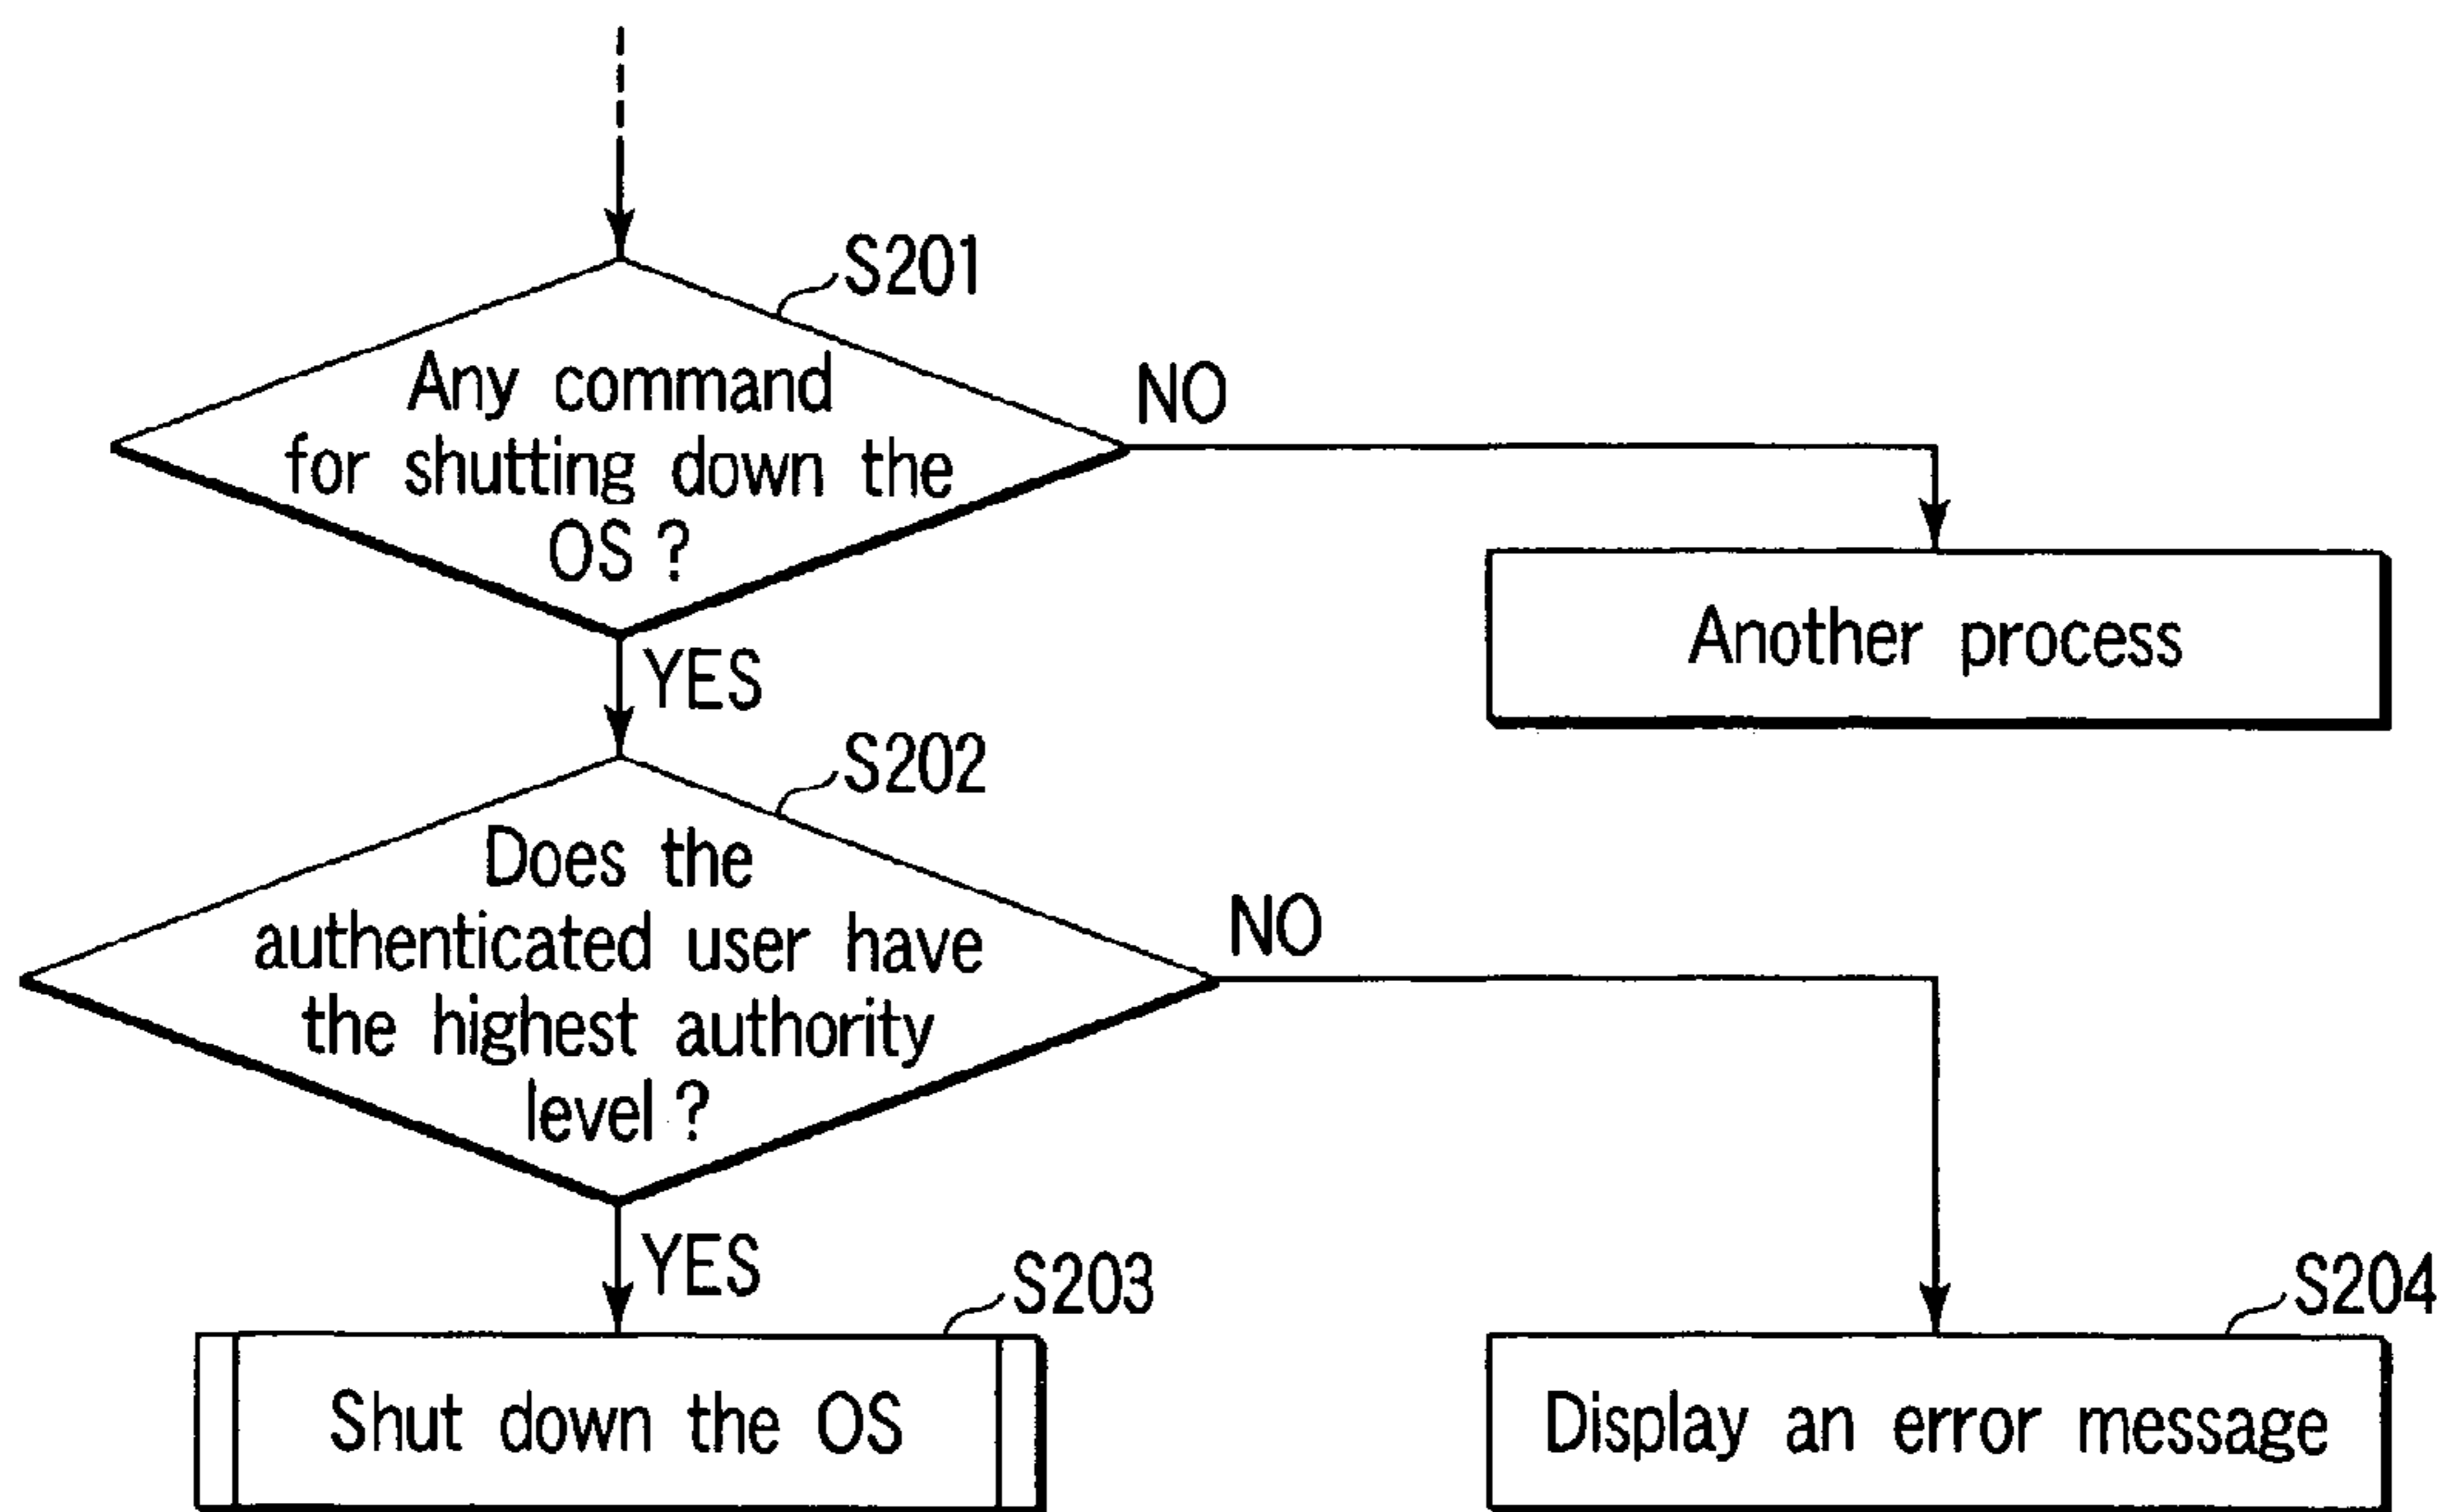 S201
Any command
for shutting down the
OS ?
NO
Another process
YES
S202
Does the
authenticated user have
the highest authority
level ?
NO
YES
S203
Shut down the OS
S204
Display an error message